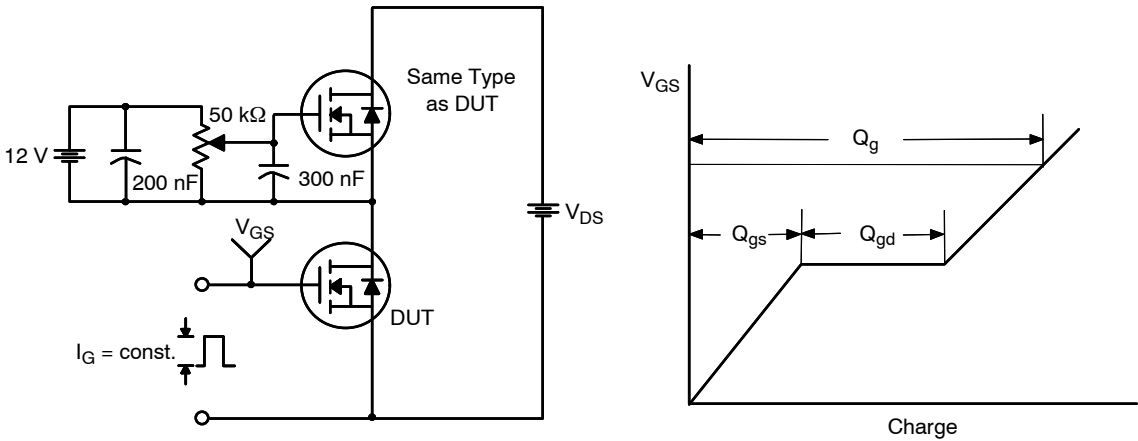 Same Type
as DUT
50 kΩ
12 V
200 nF
300 nF
V_DS
V_GS
DUT
I_G = const.
V_GS
Q_g
Q_gs
Q_gd
Charge